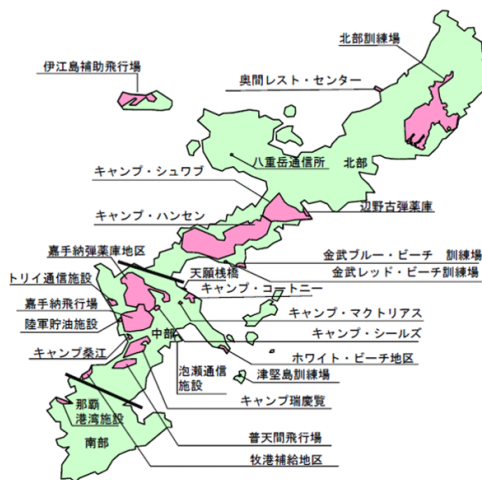 北部訓練場
伊江島補助飛行場
奥間レスト・センター
八重岳通信所
北部
キャンプ・シュワブ
辺野古弾薬庫
キャンプ・ハンセン
嘉手納弾薬庫地区
金武ブルー・ビーチ 訓練場
金武レッド・ビーチ訓練場
天願桟橋
トリイ通信施設
キャンプ・コートニー
嘉手納飛行場
キャンプ・マクトリアス
陸軍貯油施設
中部
キャンプ・シールズ
キャンプ桑江
ホワイト・ビーチ地区
泡瀬通信
施設
津堅島訓練場
那覇
港湾施設
キャンプ瑞慶覧
南部
普天間飛行場
牧港補給地区